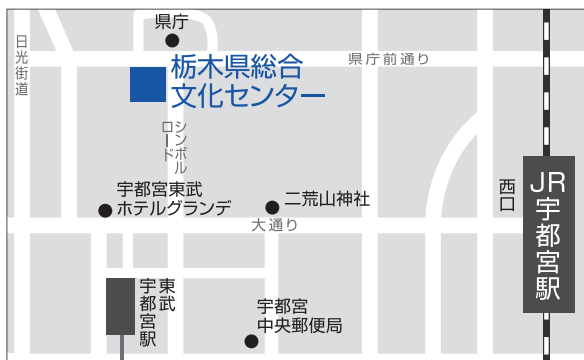 県庁
日光街道
県庁前通り
栃木県総合
文化センター
シンボル
ロード
宇都宮東武
ホテルグランデ
二荒山神社
西口
JR宇都宮駅
大通り
東武
宇都宮駅
宇都宮
中央郵便局